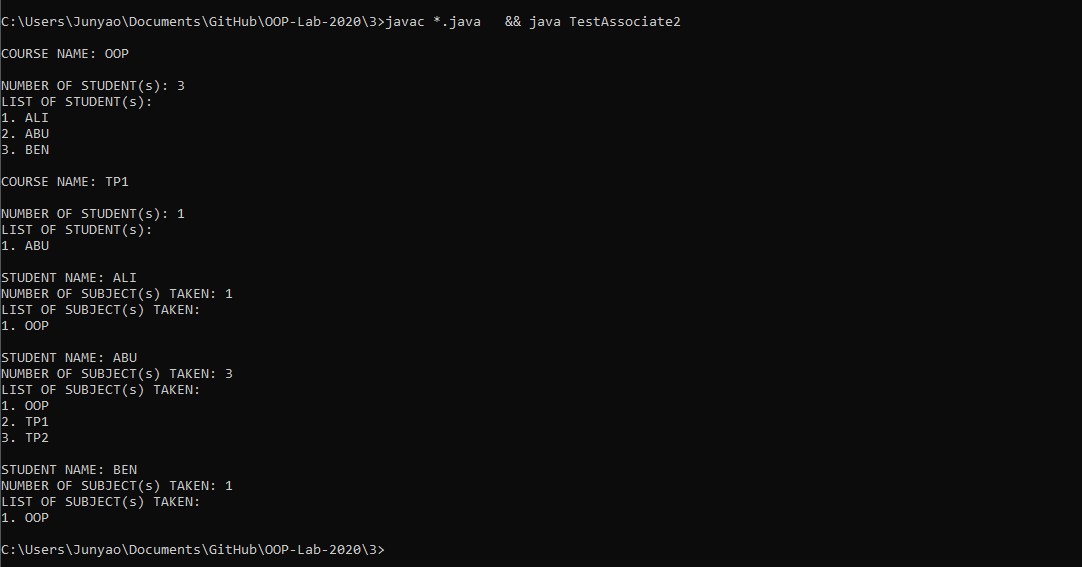 C:\Users\Junyao\Documents\GitHub\OOP-Lab-2020\3>javac *.java   && java TestAssociate2
COURSE NAME: OOP
NUMBER OF STUDENT(s): 3
LIST OF STUDENT(s):
1. ALI
2. ABU
3. BEN
COURSE NAME: TP1
NUMBER OF STUDENT(s): 1
LIST OF STUDENT(s):
1. ABU
STUDENT NAME: ALI
NUMBER OF SUBJECT(s) TAKEN: 1
LIST OF SUBJECT(s) TAKEN:
1. OOP
STUDENT NAME: ABU
NUMBER OF SUBJECT(s) TAKEN: 3
LIST OF SUBJECT(s) TAKEN:
1. OOP
2. TP1
3. TP2
STUDENT NAME: BEN
NUMBER OF SUBJECT(s) TAKEN: 1
LIST OF SUBJECT(s) TAKEN:
1. OOP
C:\Users\Junyao\Documents\GitHub\OOP-Lab-2020\3>